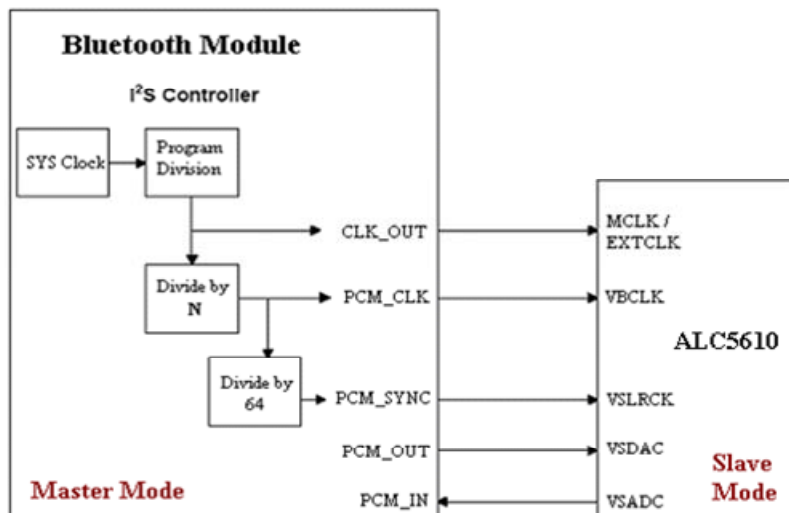 Bluetooth Module
I²S Controller
SYS Clock
Program
Division
CLK_OUT
MCLK /
EXTCLK
Divide by
N
PCM_CLK
VBCLK
ALC5610
Divide by
64
PCM_SYNC
VSLRCK
PCM_OUT
VSDAC
Slave
Mode
Master Mode
PCM_IN
VSADC